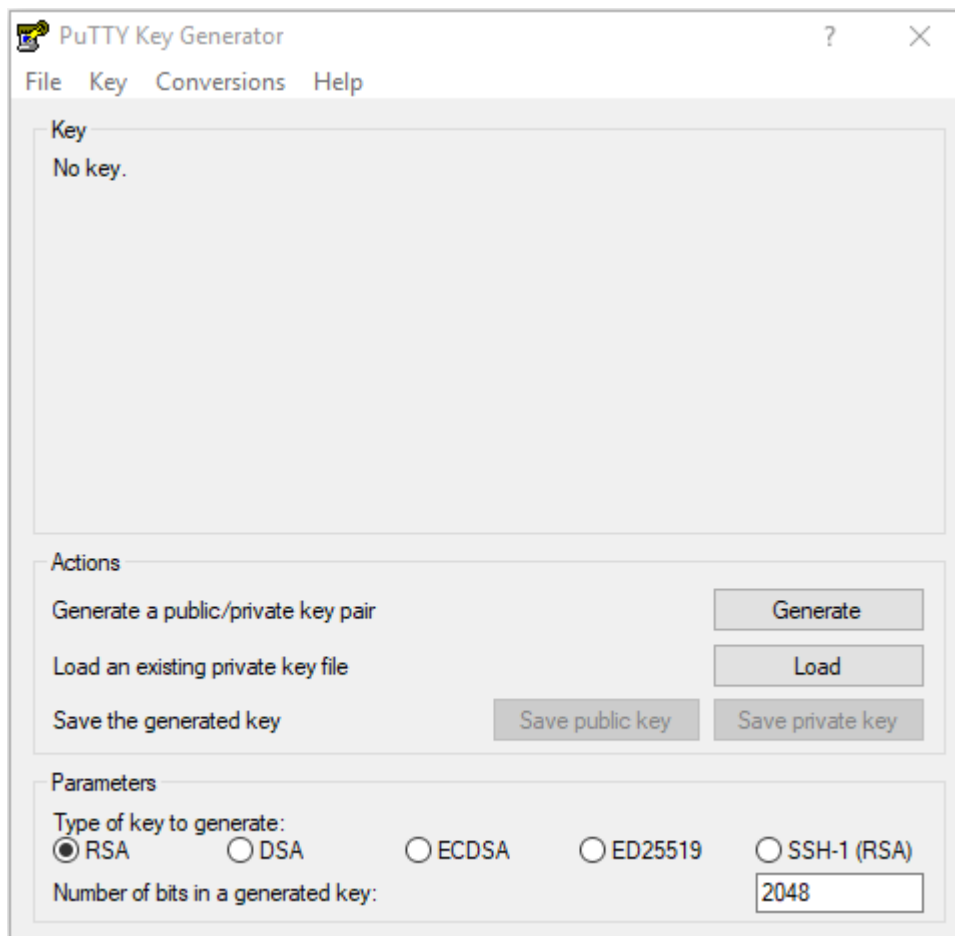 PuTTY Key Generator ?
File Key Conversions Help
Key
No key.
Actions
Generate a public/private key pair Generate
Load an existing private key file Load
Save the generated key Save public key Save private key
Parameters
Type of key to generate:
RSA DSA ECDSA ED25519 SSH-1 (RSA)
Number of bits in a generated key: 2048